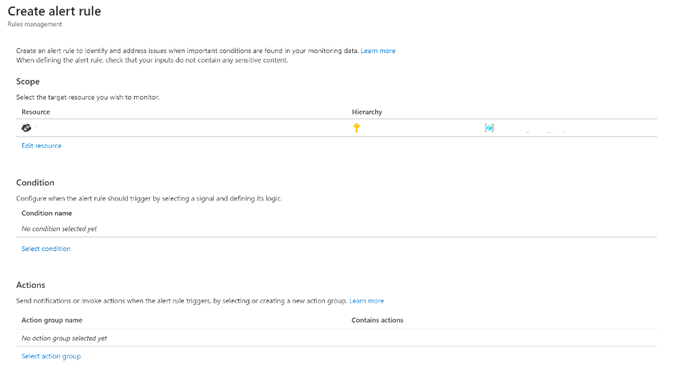 Create alert rule
Rules management
Create an alert rule to identify and address issues when important conditions are found in your monitoring data. Learn more
When defining the alert rule, check that your inputs do not contain any sensitive content.
Scope
Select the target resource you wish to monitor.
Resource Hierarchy
Edit resource
Condition
Configure when the alert rule should trigger by selecting a signal and defining its logic.
Condition name
No condition selected yet
Select condition
Actions
Send notifications or invoke actions when the alert rule triggers, by selecting or creating a new action group. Learn more
Action group name Contains actions
No action group selected yet
Select action group